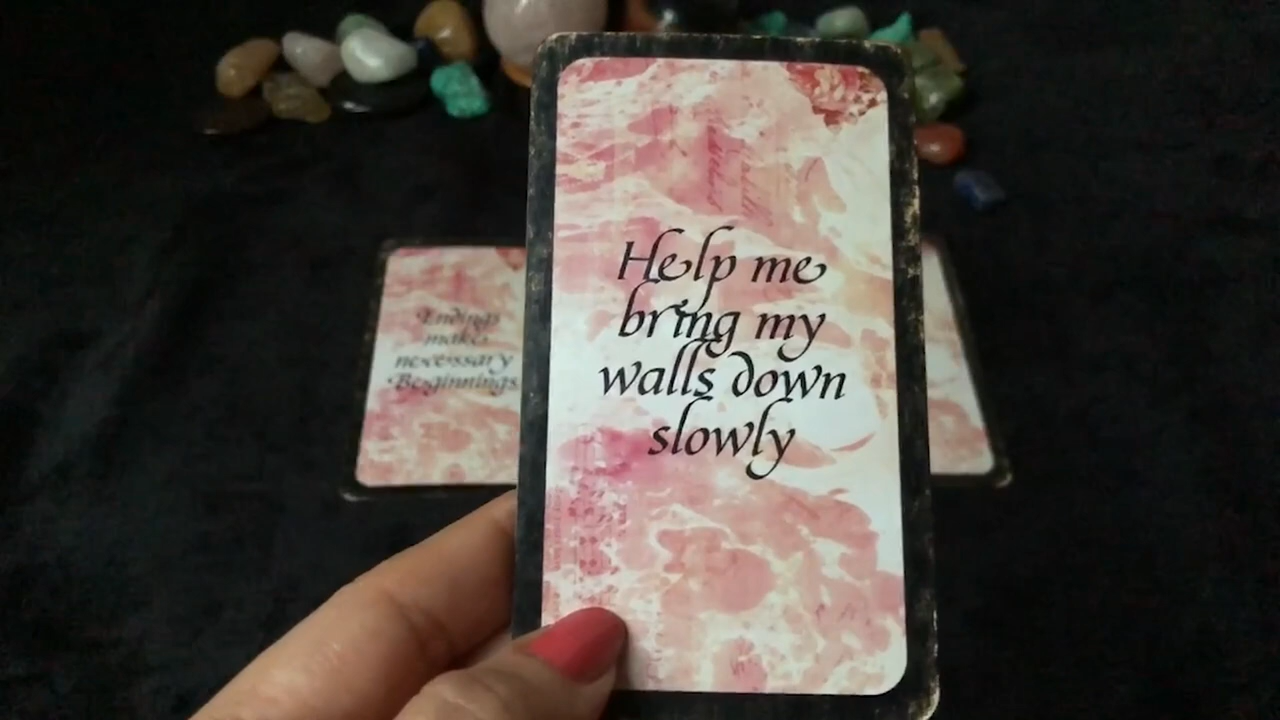 Help me
bring my
walls down
slowly
Endings
make
necessary
Beginnings